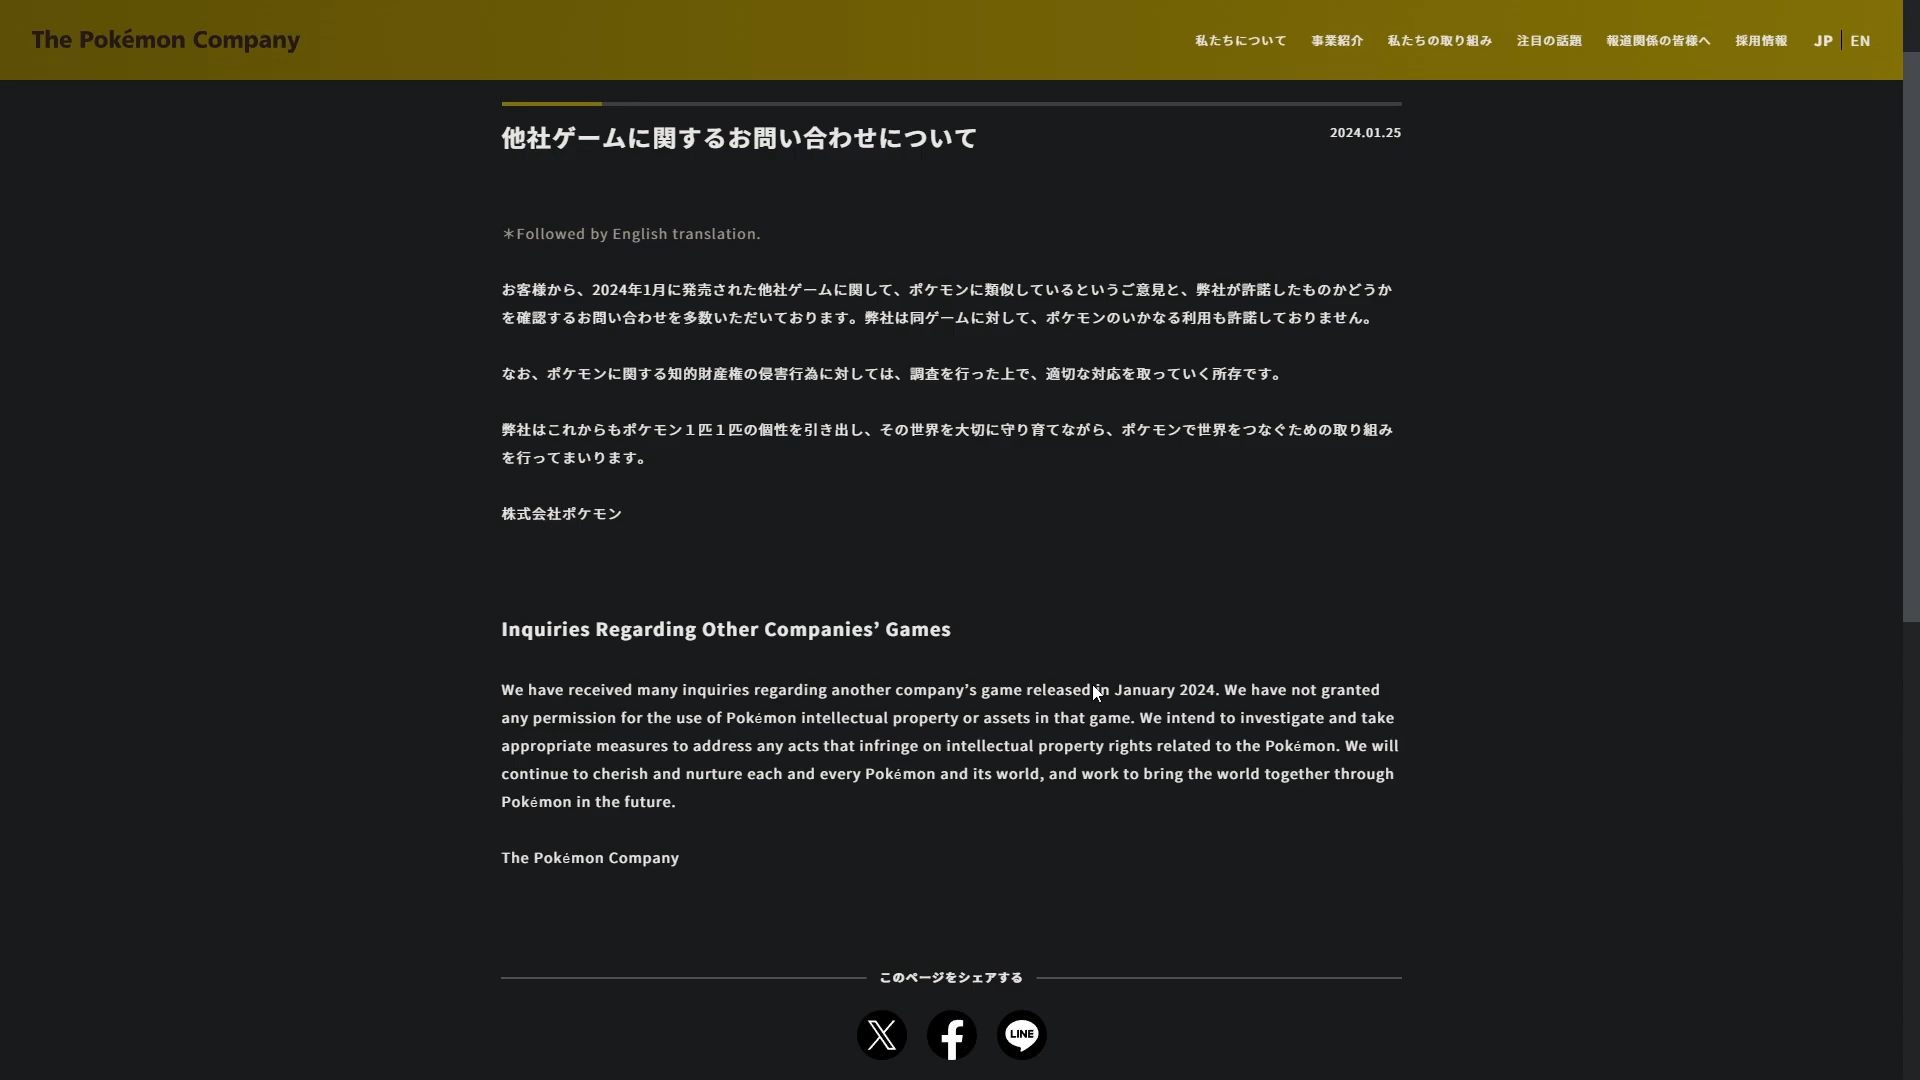 The Pokémon Company
私たちについて 事業紹介 私たちの取り組み 注目の話題 報道関係の皆様へ 採用情報 JP EN
他社ゲームに関するお問い合わせについて
2024.01.25
＊Followed by English translation.
お客様から、2024年1月に発売された他社ゲームに関して、ポケモンに類似しているというご意見と、弊社が許諾したものかどうか
を確認するお問い合わせを多数いただいております。弊社は同ゲームに対して、ポケモンのいかなる利用も許諾しておりません。
なお、ポケモンに関する知的財産権の侵害行為に対しては、調査を行った上で、適切な対応を取っていく所存です。
弊社はこれからもポケモン１匹１匹の個性を引き出し、その世界を大切に守り育てながら、ポケモンで世界をつなぐための取り組み
を行ってまいります。
株式会社ポケモン
Inquiries Regarding Other Companies’ Games
We have received many inquiries regarding another company’s game released in January 2024. We have not granted
any permission for the use of Pokémon intellectual property or assets in that game. We intend to investigate and take
appropriate measures to address any acts that infringe on intellectual property rights related to the Pokémon. We will
continue to cherish and nurture each and every Pokémon and its world, and work to bring the world together through
Pokémon in the future.
The Pokémon Company
このページをシェアする
LINE